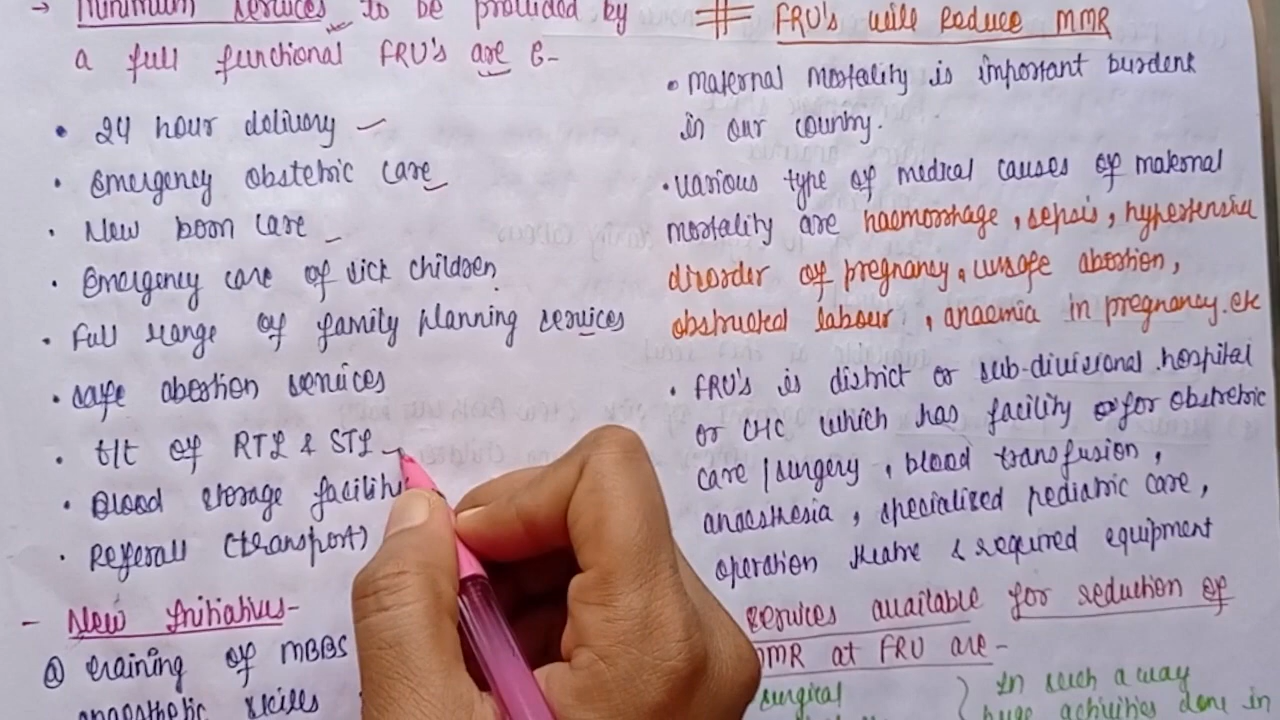 → Minimum services to be provided by
a full functional FRU's are :-
• 24 hour delivery
• Emergency obstetric care
• New born care
• Emergency care of sick children
• Full range of family planning services
• safe abortion services
• t/t of RTI & STI
• Blood storage facility
• Referall (transport)
- New Initiatives-
@ training of MBBS
anaesthetic skills
# FRU's will Reduce MMR
• maternal mortality is important burdent
in our country.
• various type of medical causes of maternal
mortality are haemorrhage, sepsis, hypertensive
disorder of pregnancy, unsafe abortion,
obstructed labour, anaemia in pregnancy. etc
• FRU's is district or sub-divisional hospital
or CHC which has facility for obstretric
care / surgery, blood transfusion,
anaesthesia, specialised pediatric care,
operation theatre & required equipment
services available for reduction of
MMR at FRU are-
surgical
} In such a way
huge activities done in